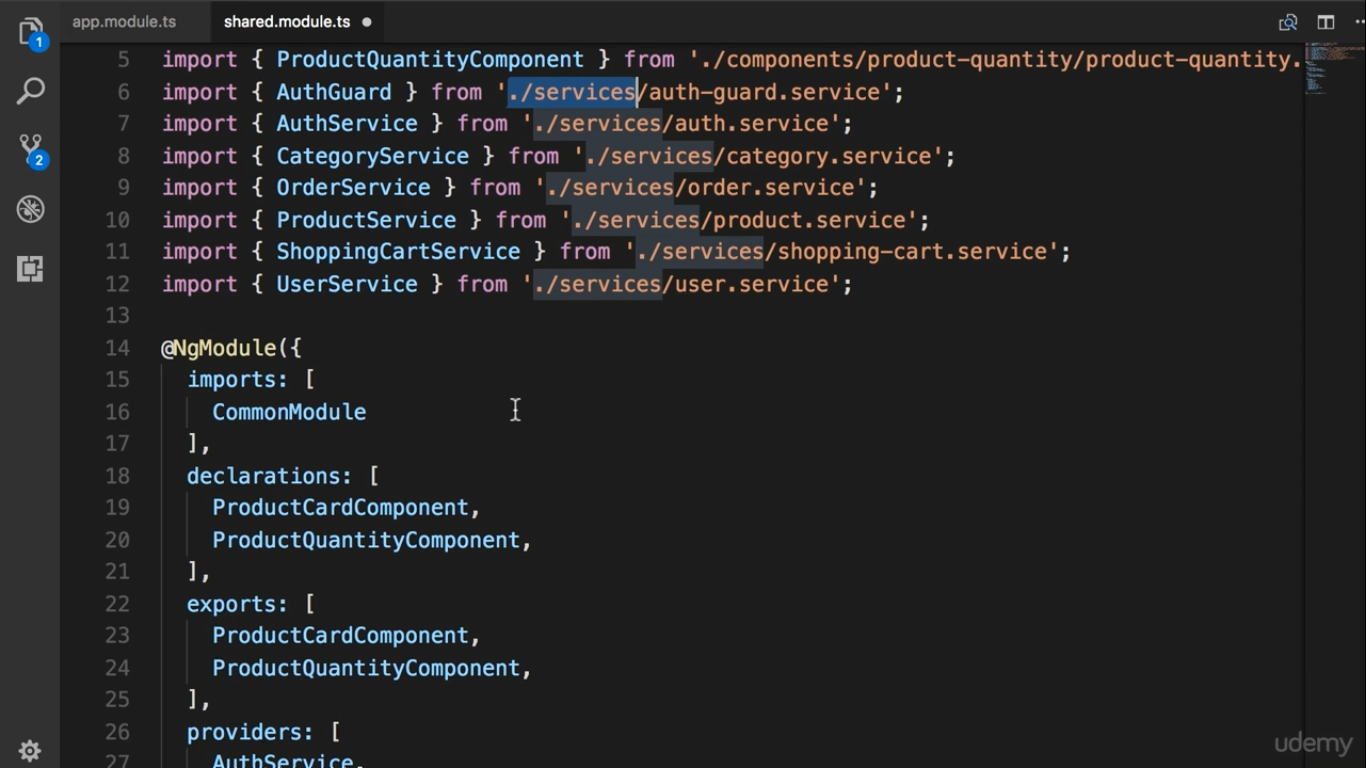 app.module.ts shared.module.ts
1
2
5 import { ProductQuantityComponent } from './components/product-quantity/product-quantity.
6 import { AuthGuard } from './services/auth-guard.service';
7 import { AuthService } from './services/auth.service';
8 import { CategoryService } from './services/category.service';
9 import { OrderService } from './services/order.service';
10 import { ProductService } from './services/product.service';
11 import { ShoppingCartService } from './services/shopping-cart.service';
12 import { UserService } from './services/user.service';
13
14 @NgModule({
15 imports: [
16 CommonModule
17 ],
18 declarations: [
19 ProductCardComponent,
20 ProductQuantityComponent,
21 ],
22 exports: [
23 ProductCardComponent,
24 ProductQuantityComponent,
25 ],
26 providers: [
27 AuthService,
udemy